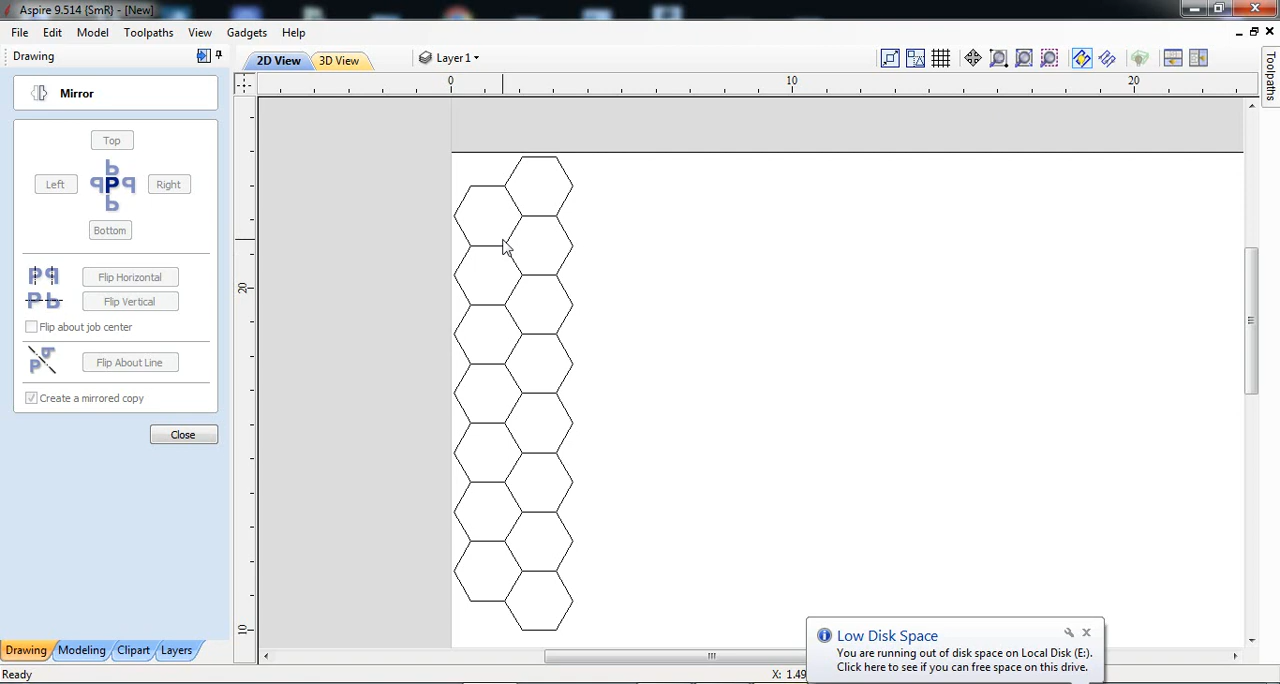 Aspire 9.514 {SmR} - [New]
File Edit Model Toolpaths View Gadgets Help
Drawing
2D View 3D View Layer 1
Toolpaths
0 10 20
Mirror
Top
Left Right
P
Bottom
Flip Horizontal
Flip Vertical
Flip about job center
Flip About Line
Create a mirrored copy
Close
20
10
Low Disk Space
You are running out of disk space on Local Disk (E:).
Click here to see if you can free space on this drive.
Drawing Modeling Clipart Layers
Ready X: 1.49